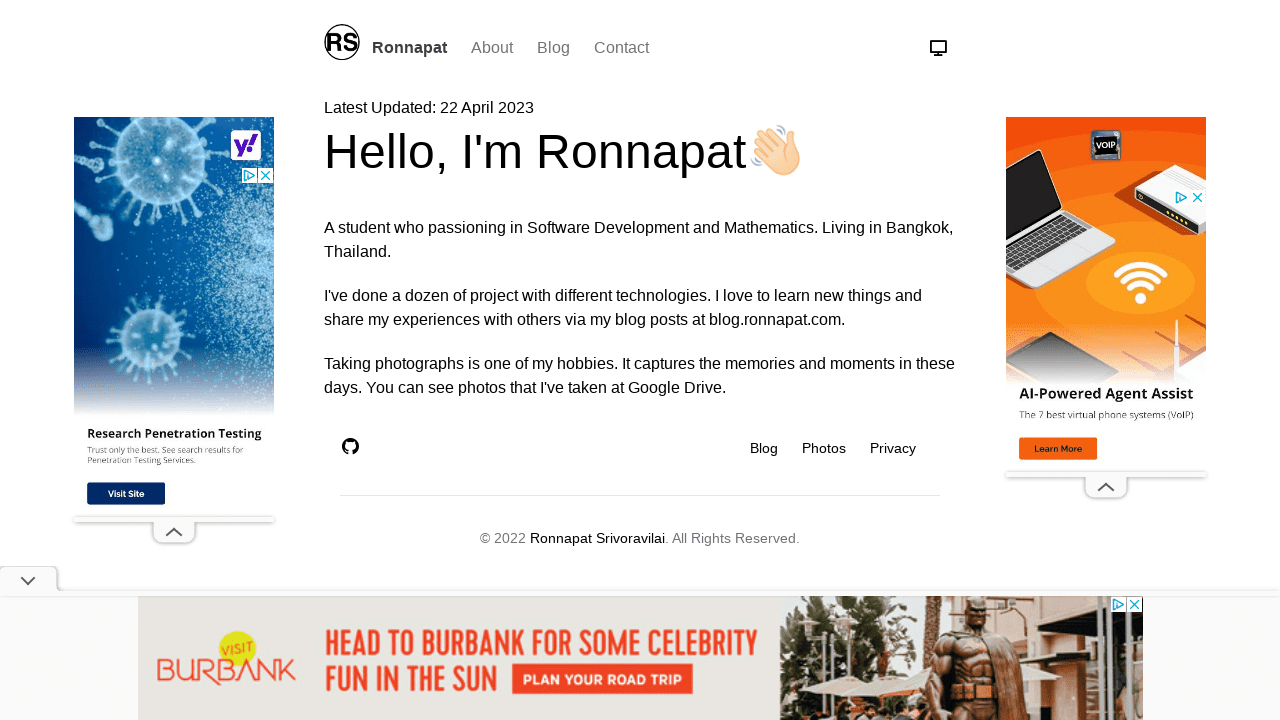 RS
Ronnapat
About
Blog
Contact
Latest Updated: 22 April 2023
Hello, I'm Ronnapat
A student who passioning in Software Development and Mathematics. Living in Bangkok,
Thailand.
I've done a dozen of project with different technologies. I love to learn new things and
share my experiences with others via my blog posts at blog.ronnapat.com.
Taking photographs is one of my hobbies. It captures the memories and moments in these
days. You can see photos that I've taken at Google Drive.
Blog
Photos
Privacy
© 2022 Ronnapat Srivoravilai. All Rights Reserved.
y!
Research Penetration Testing
Trust only the best. See search results for
Penetration Testing Services.
Visit Site
VOIP
AI-Powered Agent Assist
The 7 best virtual phone systems (VoIP)
Learn More
VISIT
BURBANK
HEAD TO BURBANK FOR SOME CELEBRITY
FUN IN THE SUN
PLAN YOUR ROAD TRIP